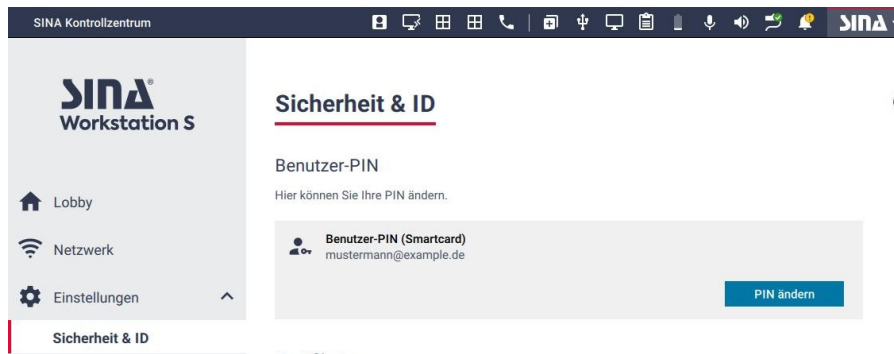 SINA Kontrollzentrum
SINA
SINA®
Workstation S
Lobby
Netzwerk
Einstellungen
Sicherheit & ID
Sicherheit & ID
Benutzer-PIN
Hier können Sie Ihre PIN ändern.
Benutzer-PIN (Smartcard)
mustermann@example.de
PIN ändern